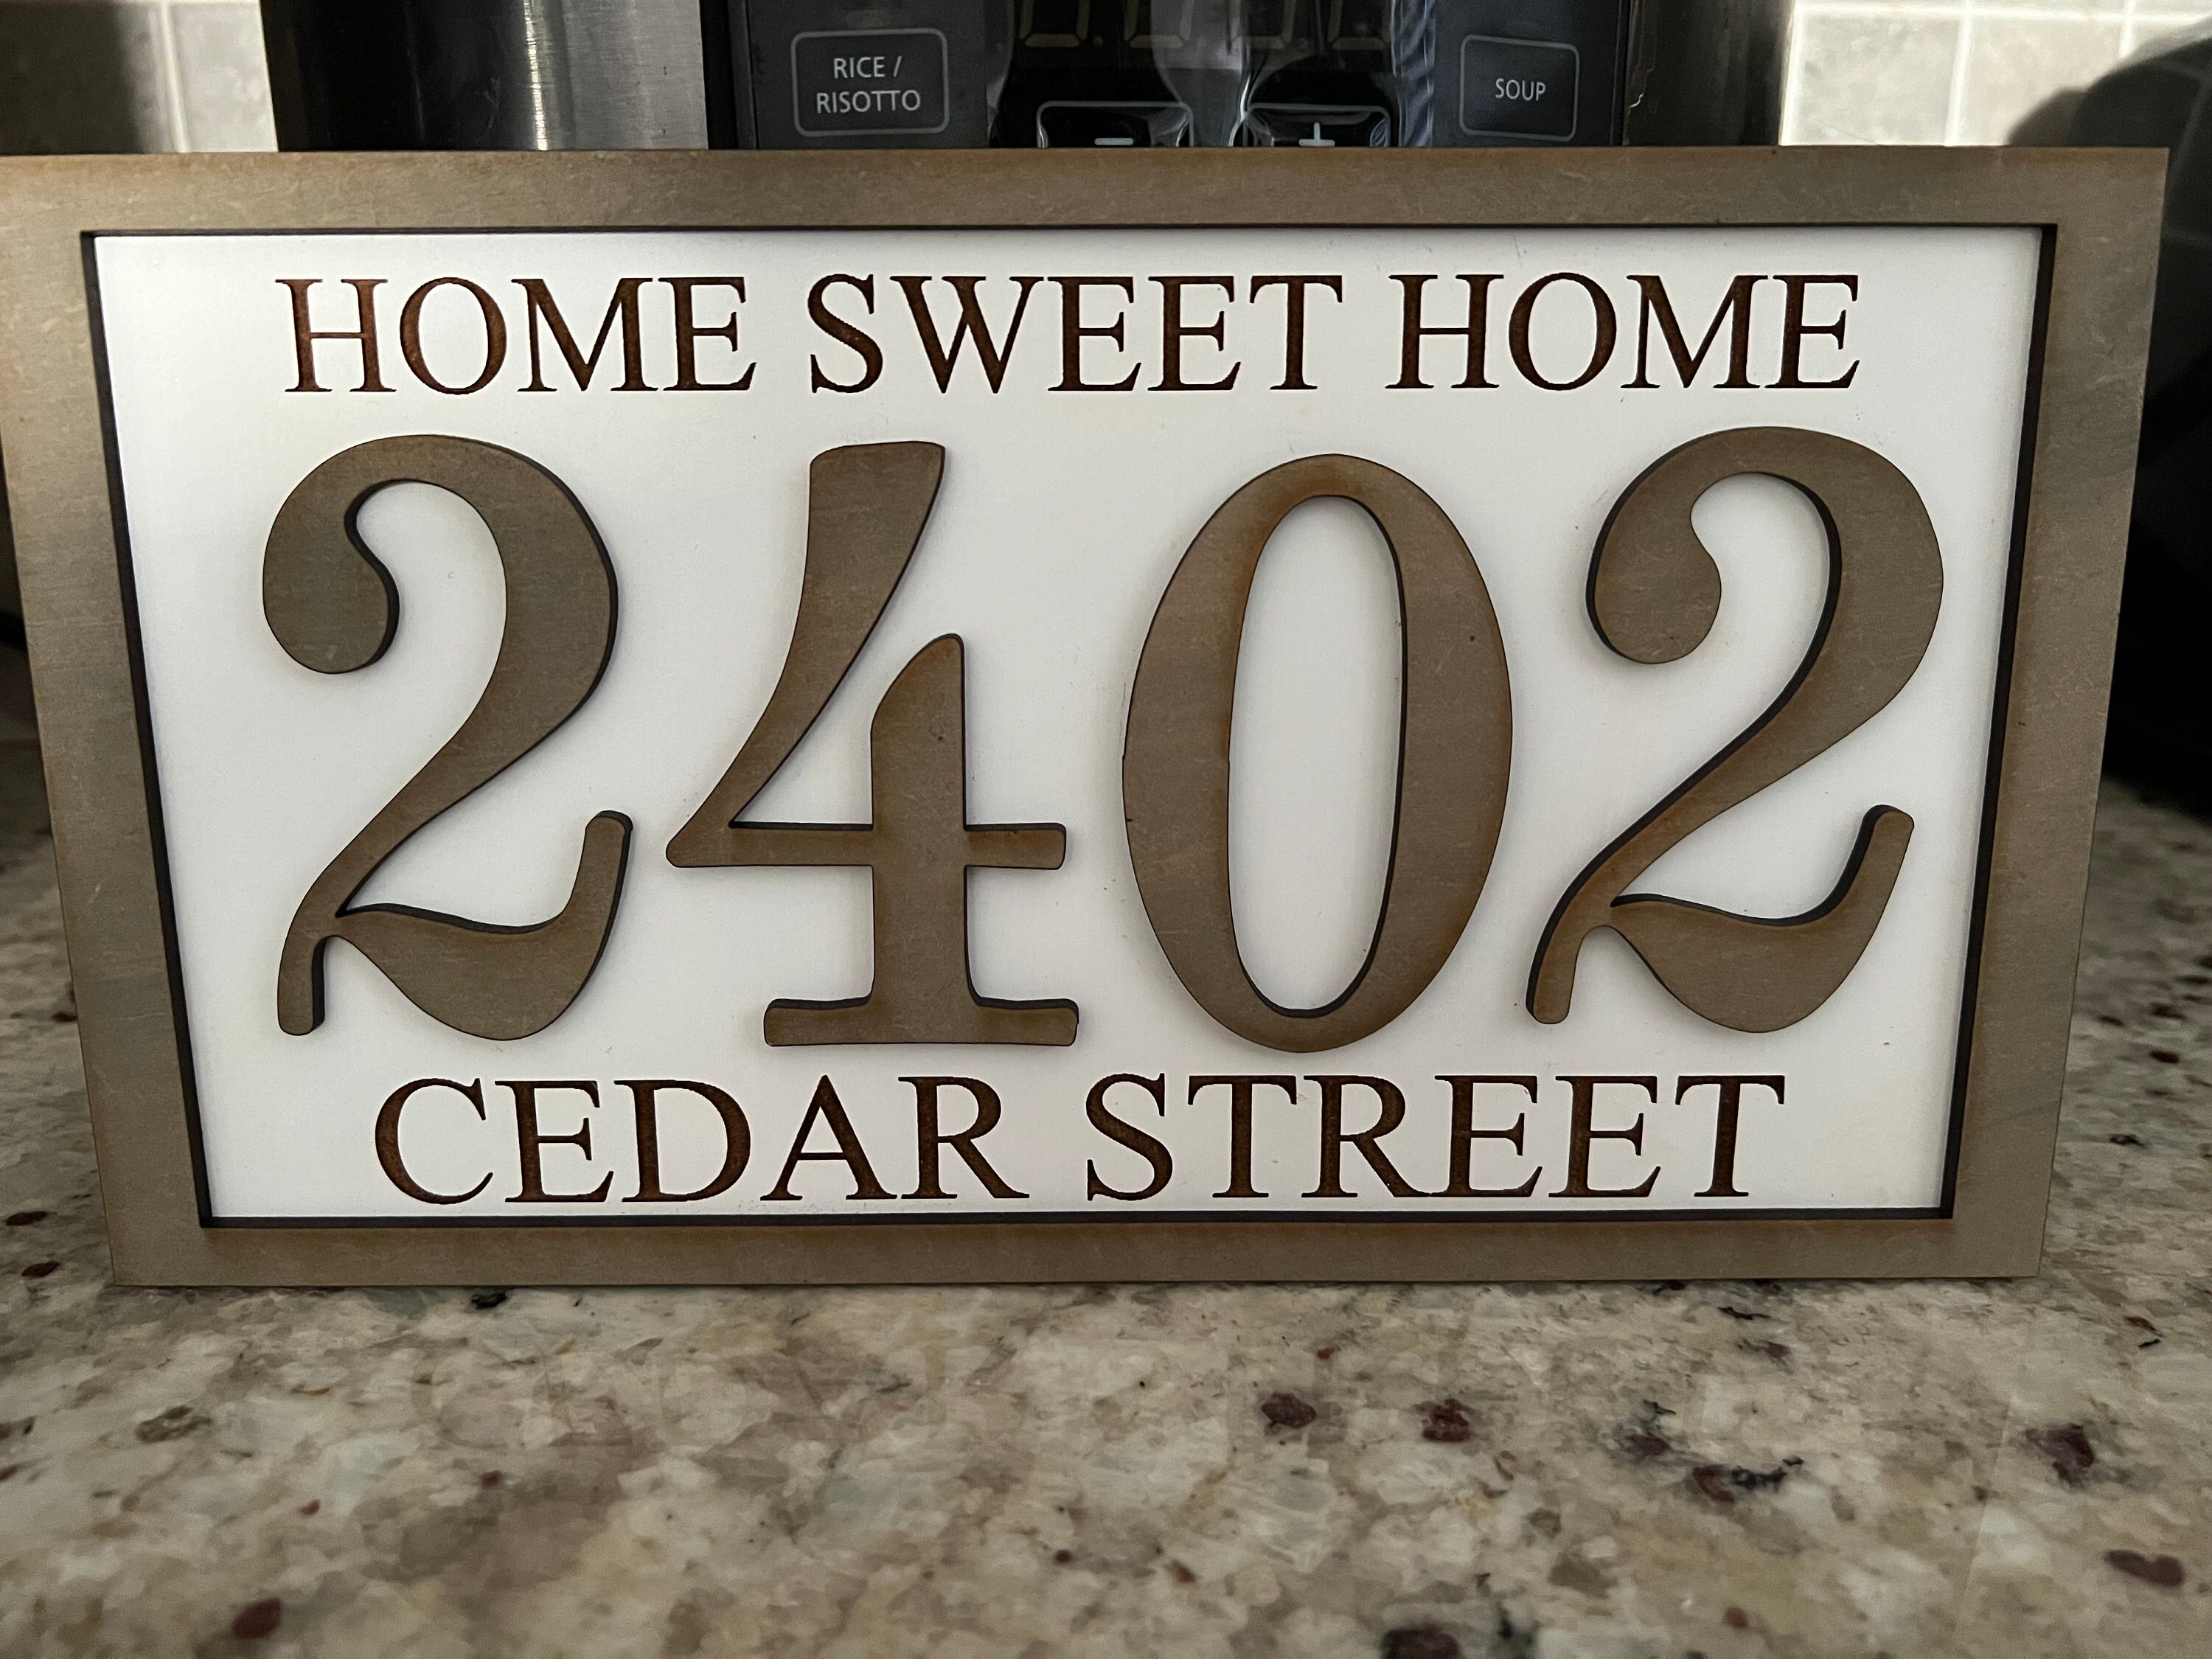 RICE /
RISOTTO
SOUP
HOME SWEET HOME
2402
CEDAR STREET